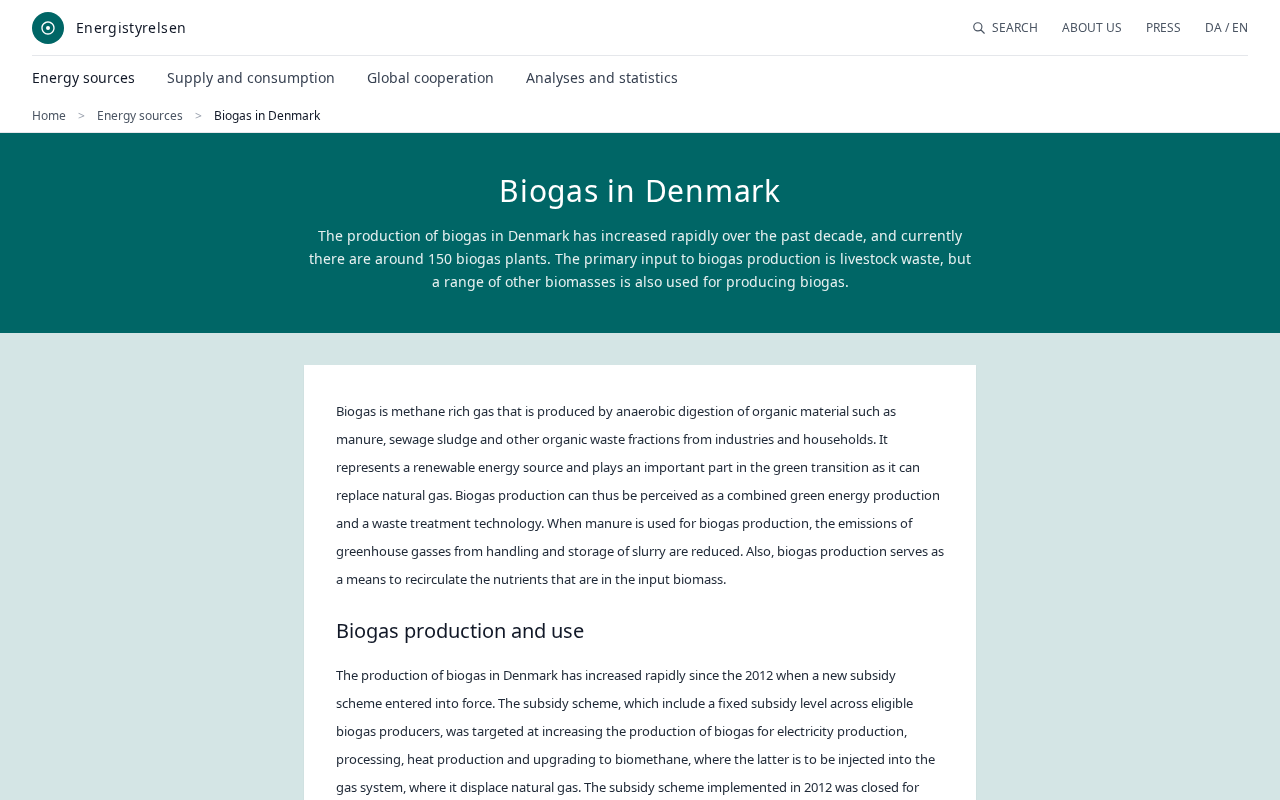 Energistyrelsen
SEARCH ABOUT US PRESS DA / EN
Energy sources Supply and consumption Global cooperation Analyses and statistics
Home > Energy sources > Biogas in Denmark
Biogas in Denmark
The production of biogas in Denmark has increased rapidly over the past decade, and currently
there are around 150 biogas plants. The primary input to biogas production is livestock waste, but
a range of other biomasses is also used for producing biogas.
Biogas is methane rich gas that is produced by anaerobic digestion of organic material such as
manure, sewage sludge and other organic waste fractions from industries and households. It
represents a renewable energy source and plays an important part in the green transition as it can
replace natural gas. Biogas production can thus be perceived as a combined green energy production
and a waste treatment technology. When manure is used for biogas production, the emissions of
greenhouse gasses from handling and storage of slurry are reduced. Also, biogas production serves as
a means to recirculate the nutrients that are in the input biomass.
Biogas production and use
The production of biogas in Denmark has increased rapidly since the 2012 when a new subsidy
scheme entered into force. The subsidy scheme, which include a fixed subsidy level across eligible
biogas producers, was targeted at increasing the production of biogas for electricity production,
processing, heat production and upgrading to biomethane, where the latter is to be injected into the
gas system, where it displace natural gas. The subsidy scheme implemented in 2012 was closed for